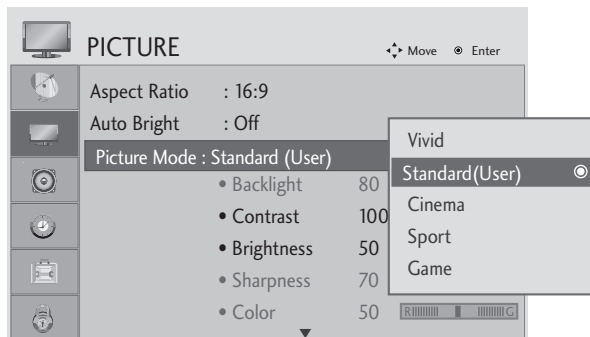 PICTURE
Move Enter
Aspect Ratio : 16:9
Auto Bright : Off
Picture Mode : Standard (User)
• Backlight 80
• Contrast 100
• Brightness 50
• Sharpness 70
• Color 50
R G
Vivid
Standard(User)
Cinema
Sport
Game